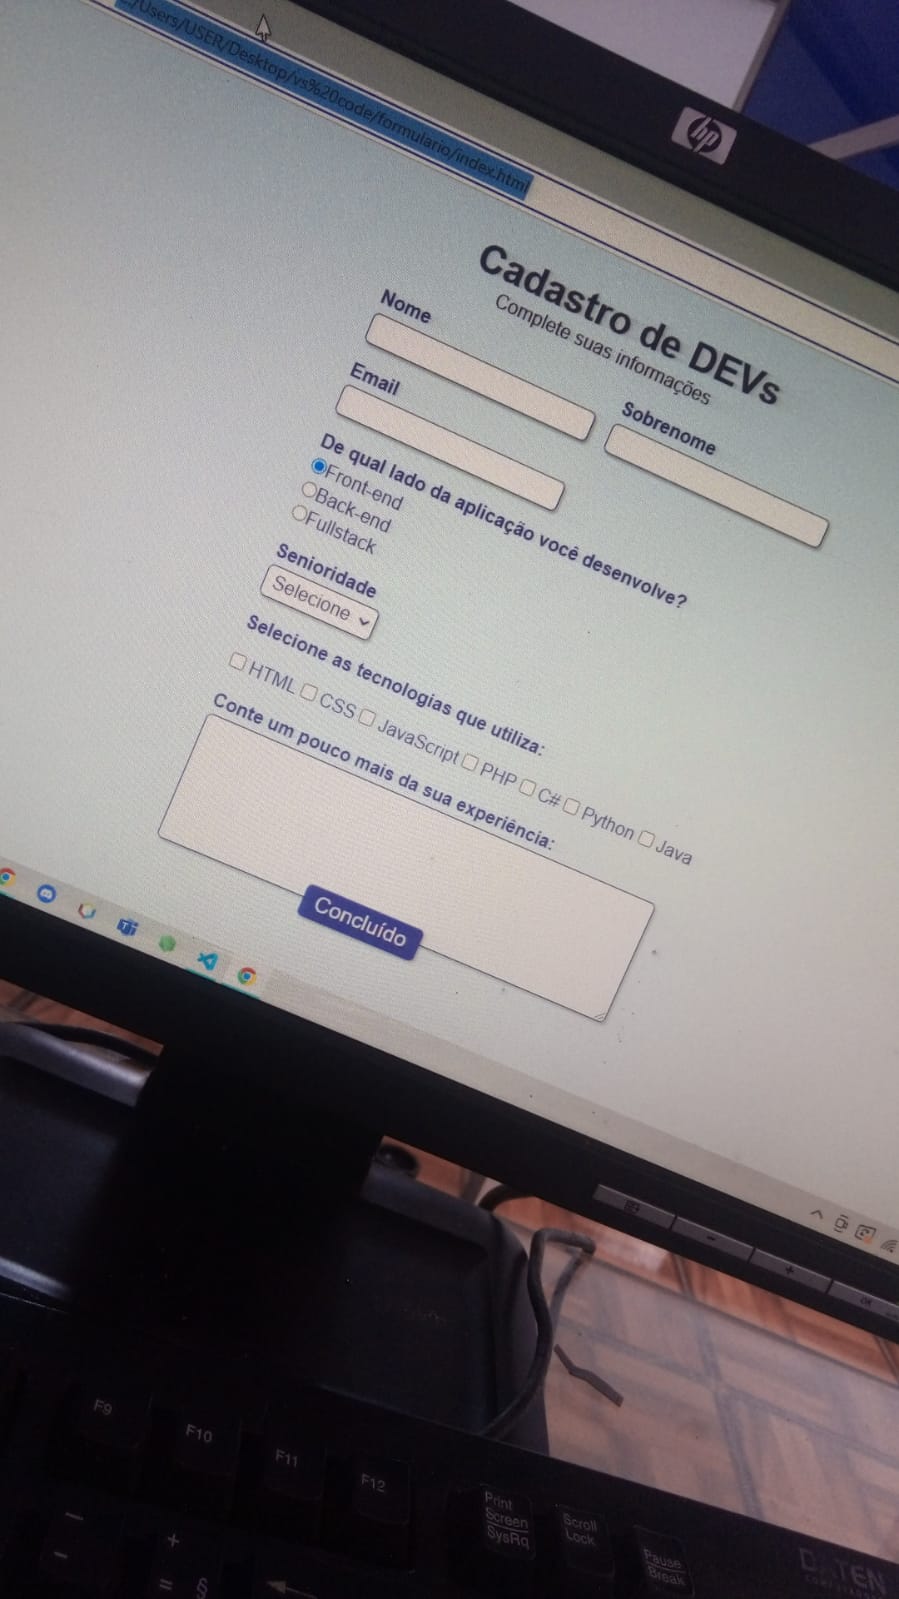 /Users/USER/Desktop/vs%20code/formulario/index.html
hp
Cadastro de DEVs
Complete suas informações
Nome
Sobrenome
Email
De qual lado da aplicação você desenvolve?
Front-end
Back-end
Fullstack
Senioridade
Selecione
Selecione as tecnologias que utiliza:
HTML CSS JavaScript PHP C# Python Java
Conte um pouco mais da sua experiência:
Concluído
- +
F9 F10 F11 F12
Print Screen SysRq
Scroll Lock
Pause Break
+
=
§